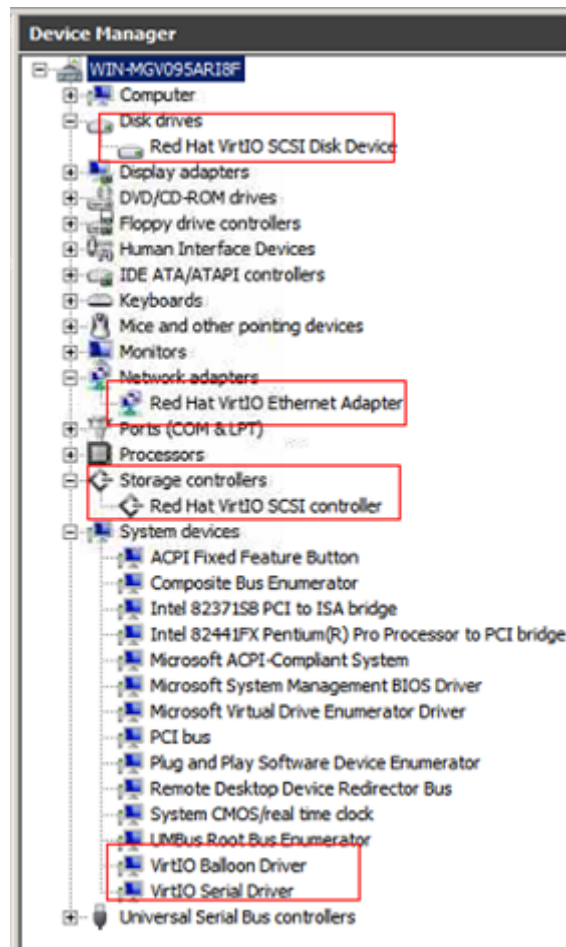 Device Manager
WIN-MGV095ARI8F
Computer
Disk drives
Red Hat VirtIO SCSI Disk Device
Display adapters
DVD/CD-ROM drives
Floppy drive controllers
Human Interface Devices
IDE ATA/ATAPI controllers
Keyboards
Mice and other pointing devices
Monitors
Network adapters
Red Hat VirtIO Ethernet Adapter
Ports (COM & LPT)
Processors
Storage controllers
Red Hat VirtIO SCSI controller
System devices
ACPI Fixed Feature Button
Composite Bus Enumerator
Intel 82371SB PCI to ISA bridge
Intel 82441FX Pentium(R) Pro Processor to PCI bridge
Microsoft ACPI-Compliant System
Microsoft System Management BIOS Driver
Microsoft Virtual Drive Enumerator Driver
PCI bus
Plug and Play Software Device Enumerator
Remote Desktop Device Redirector Bus
System CMOS/real time clock
UMBus Root Bus Enumerator
VirtIO Balloon Driver
VirtIO Serial Driver
Universal Serial Bus controllers